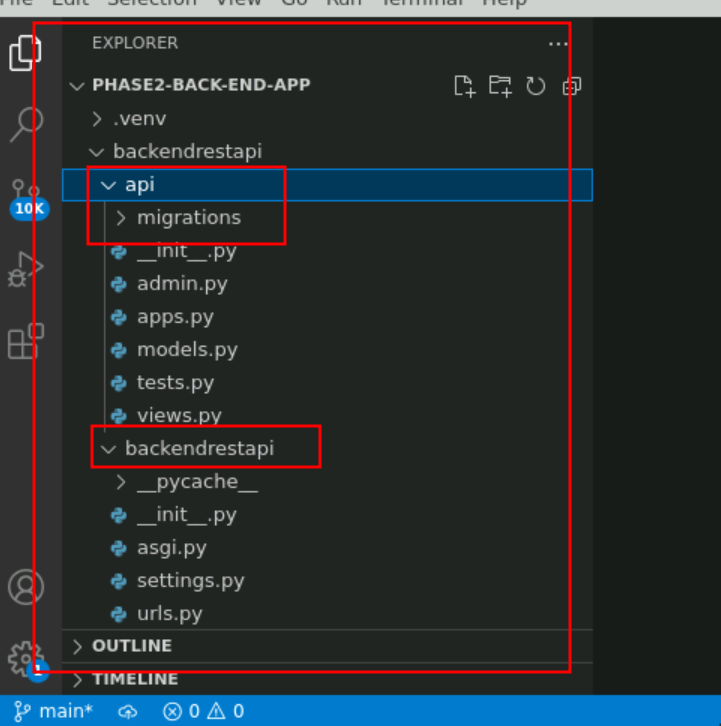 File Edit Selection View Go Run Terminal Help
EXPLORER ...
PHASE2-BACK-END-APP
.venv
backendrestapi
api
migrations
__init__.py
admin.py
apps.py
models.py
tests.py
views.py
backendrestapi
__pycache__
__init__.py
asgi.py
settings.py
urls.py
OUTLINE
TIMELINE
10K
1
main* 0 0